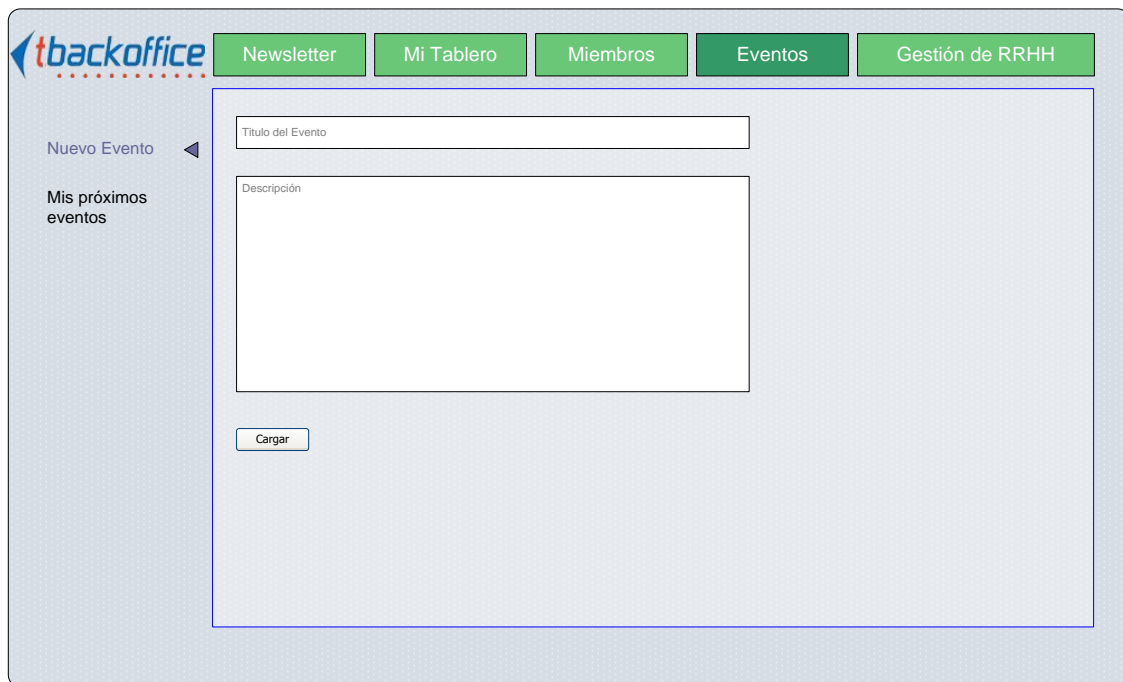 tbackoffice
Newsletter
Mi Tablero
Miembros
Eventos
Gestión de RRHH
Nuevo Evento
Mis próximos
eventos
Titulo del Evento
Descripción
Cargar